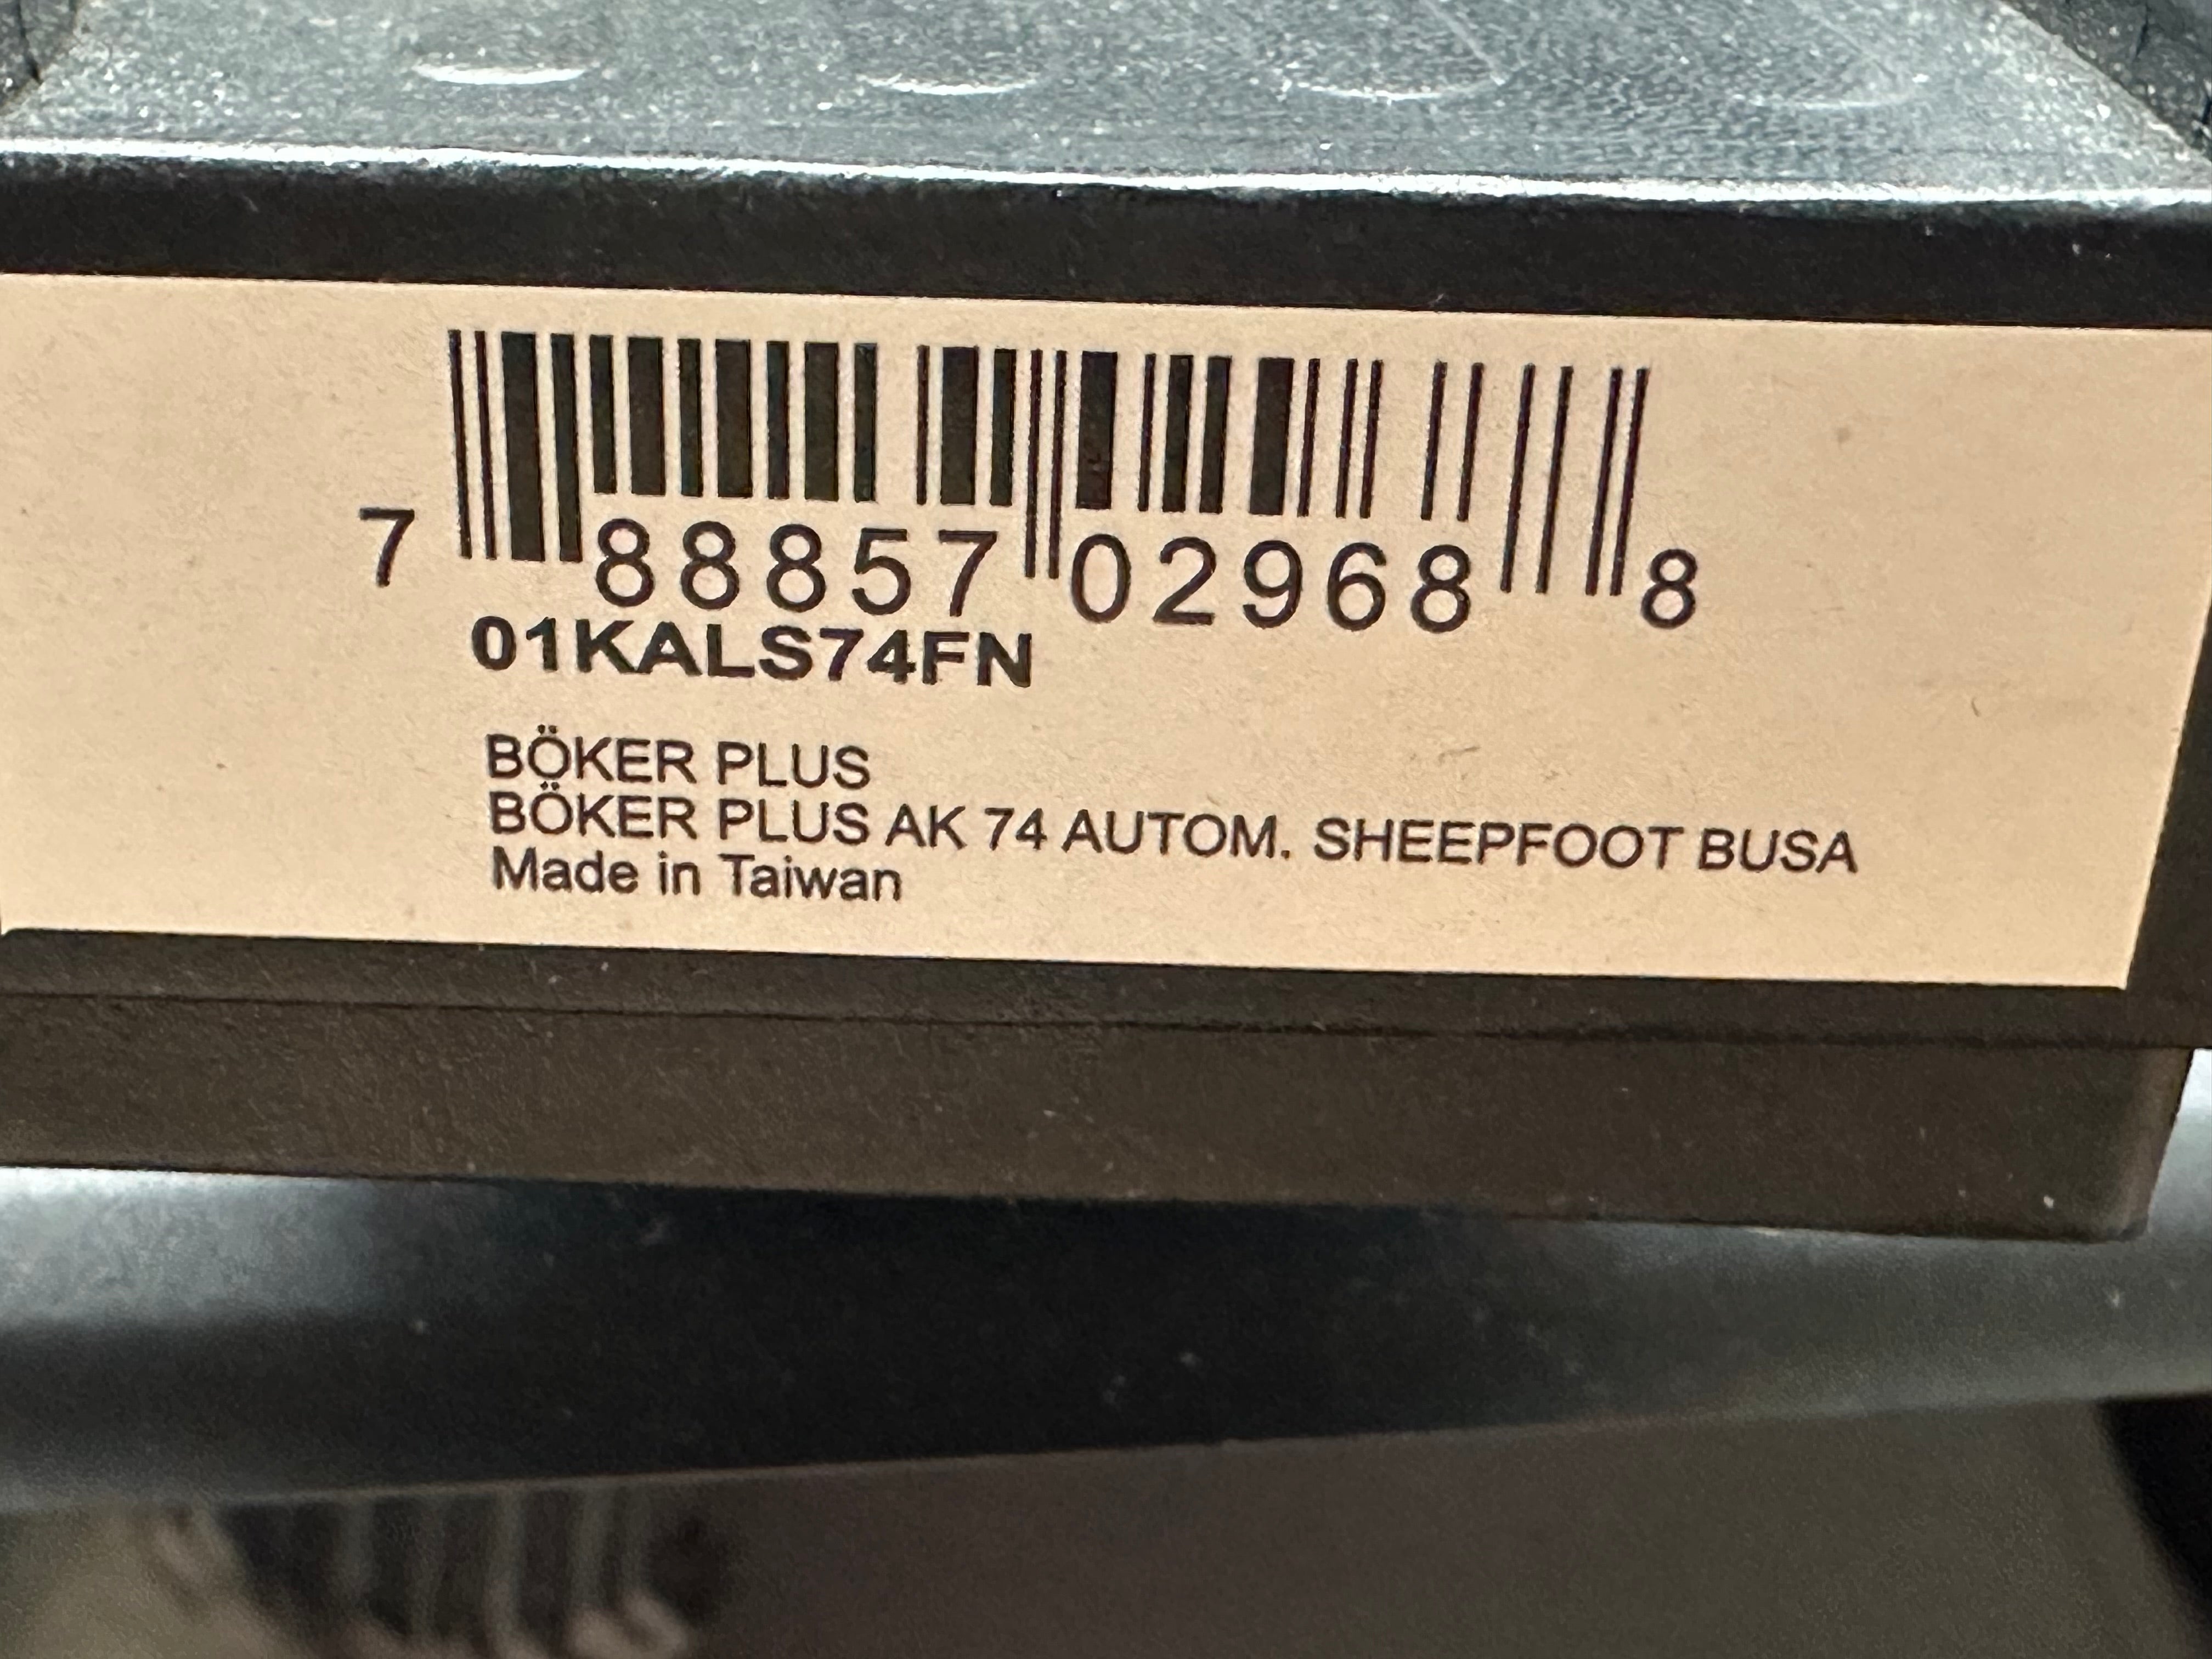 7 88857 02968 8
01KALS74FN
BÖKER PLUS
BÖKER PLUS AK 74 AUTOM. SHEEPFOOT BUSA
Made in Taiwan